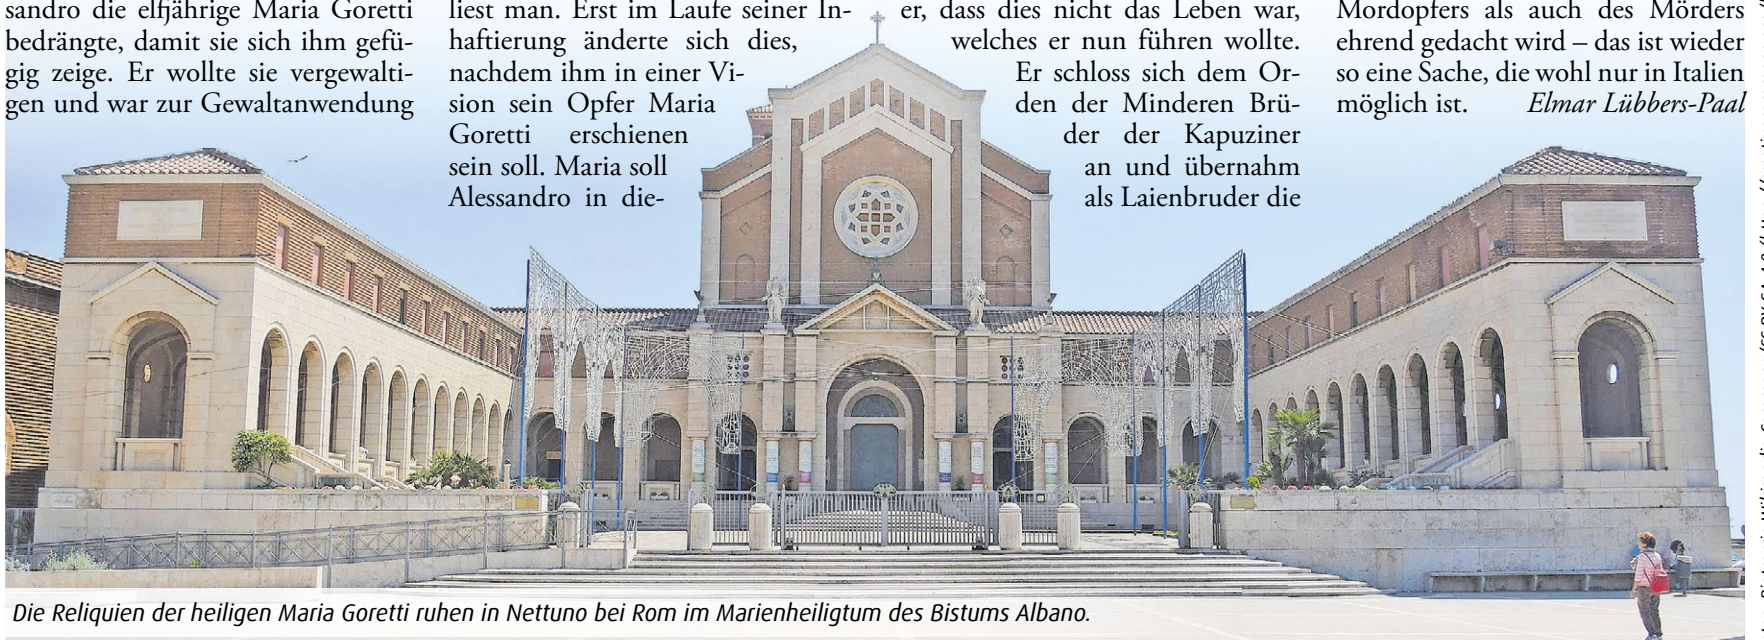 sandro die elfjährige Maria Goretti
bedrängte, damit sie sich ihm gefü-
gig zeige. Er wollte sie vergewalti-
gen und war zur Gewaltanwendung
liest man. Erst im Laufe seiner In-
haftierung änderte sich dies,
nachdem ihm in einer Vi-
sion sein Opfer Maria
Goretti erschienen
sein soll. Maria soll
Alessandro in die-
er, dass dies nicht das Leben war,
welches er nun führen wollte.
Er schloss sich dem Or-
den der Minderen Brü-
der der Kapuziner
an und übernahm
als Laienbruder die
Mordopfers als auch des Mörders
ehrend gedacht wird – das ist wieder
so eine Sache, die wohl nur in Italien
möglich ist. Elmar Lübbers-Paal
Die Reliquien der heiligen Maria Goretti ruhen in Nettuno bei Rom im Marienheiligtum des Bistums Albano.